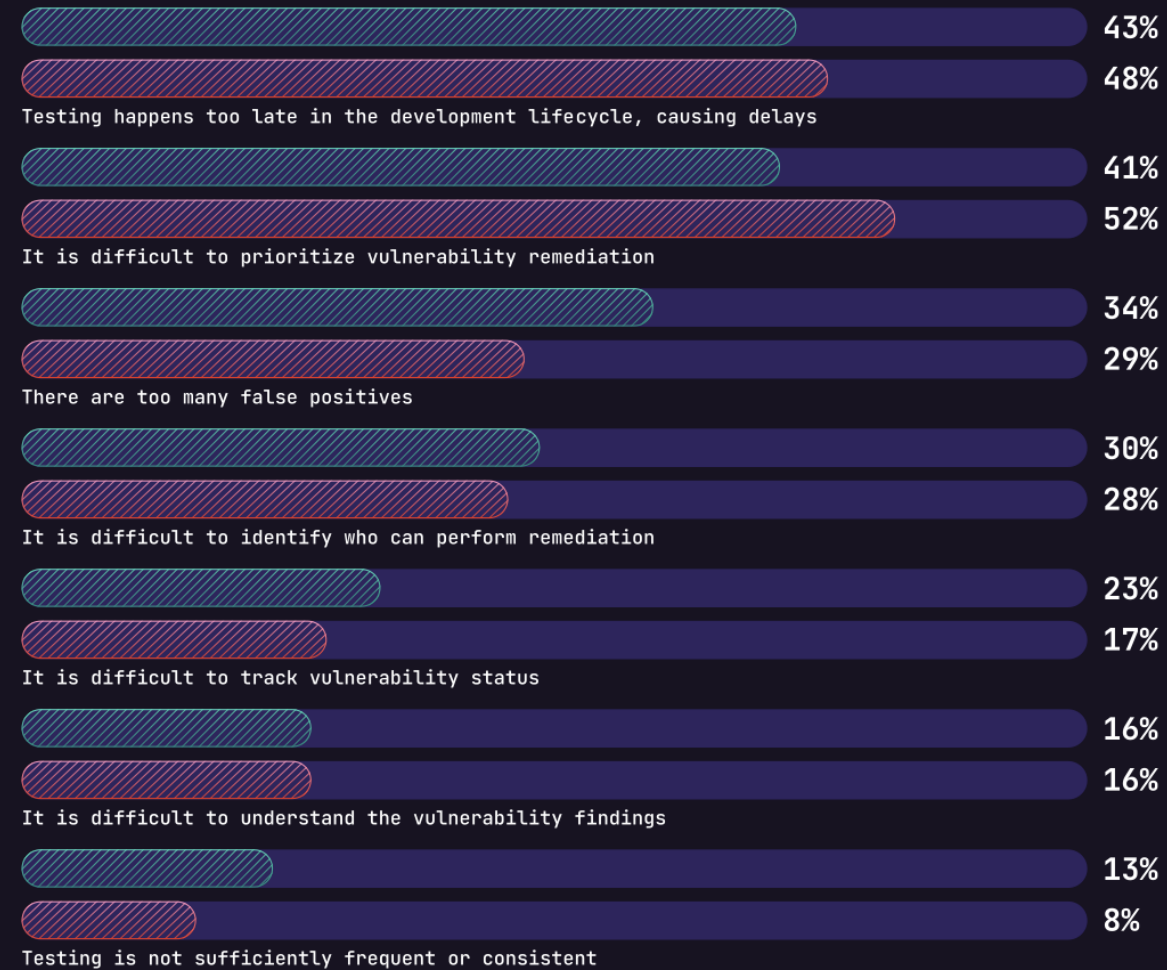 43%
48%
Testing happens too late in the development lifecycle, causing delays
41%
52%
It is difficult to prioritize vulnerability remediation
34%
29%
There are too many false positives
30%
28%
It is difficult to identify who can perform remediation
23%
17%
It is difficult to track vulnerability status
16%
16%
It is difficult to understand the vulnerability findings
13%
8%
Testing is not sufficiently frequent or consistent